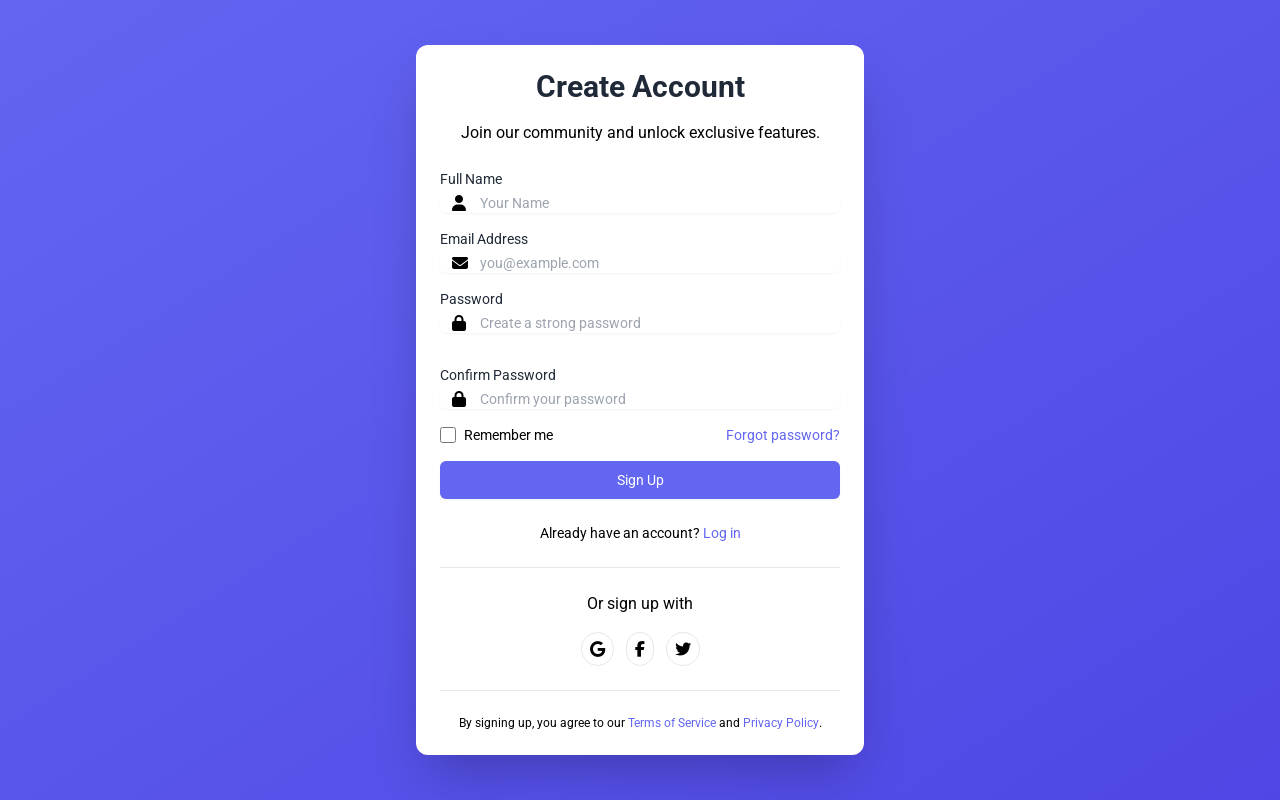 Create Account
Join our community and unlock exclusive features.
Full Name
Your Name
Email Address
you@example.com
Password
Create a strong password
Confirm Password
Confirm your password
Remember me Forgot password?
Sign Up
Already have an account? Log in
Or sign up with
By signing up, you agree to our Terms of Service and Privacy Policy.